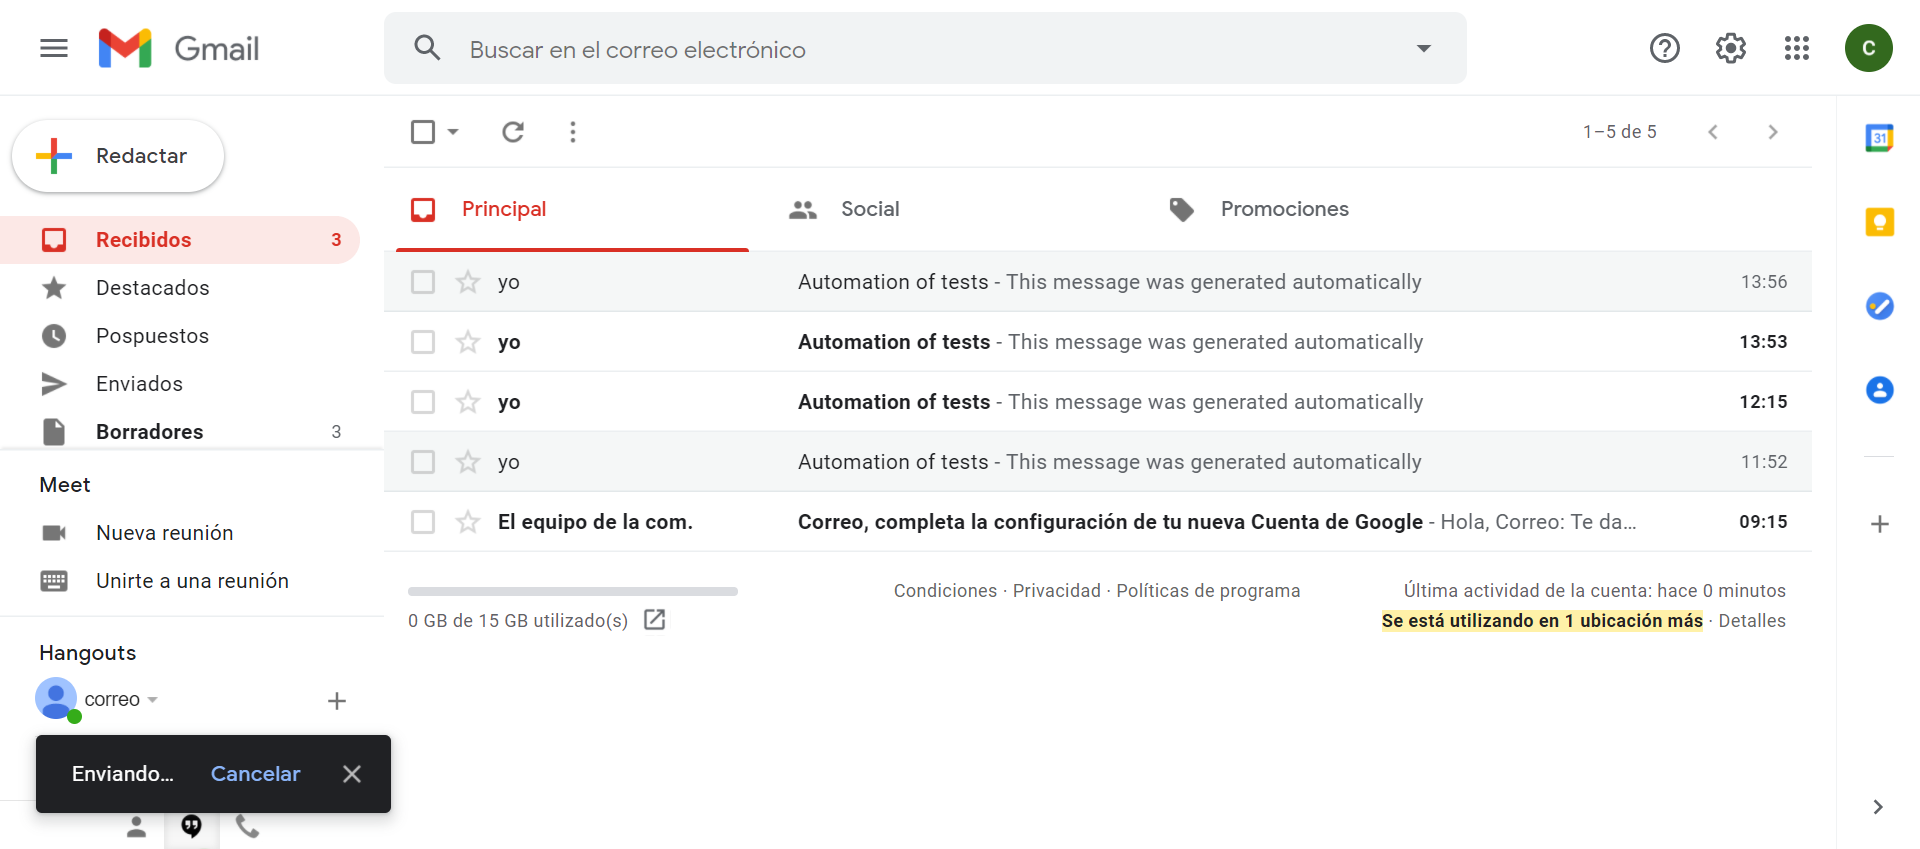 Gmail
Buscar en el correo electrónico
C
Redactar
1–5 de 5
31
Principal
Social
Promociones
Recibidos 3
Destacados
Pospuestos
Enviados
Borradores 3
yo Automation of tests - This message was generated automatically 13:56
yo Automation of tests - This message was generated automatically 13:53
yo Automation of tests - This message was generated automatically 12:15
yo Automation of tests - This message was generated automatically 11:52
El equipo de la com. Correo, completa la configuración de tu nueva Cuenta de Google - Hola, Correo: Te da…
09:15
Meet
Nueva reunión
Unirte a una reunión
Hangouts
correo
Enviando... Cancelar
0 GB de 15 GB utilizado(s)
Condiciones · Privacidad · Políticas de programa
Última actividad de la cuenta: hace 0 minutos
Se está utilizando en 1 ubicación más · Detalles